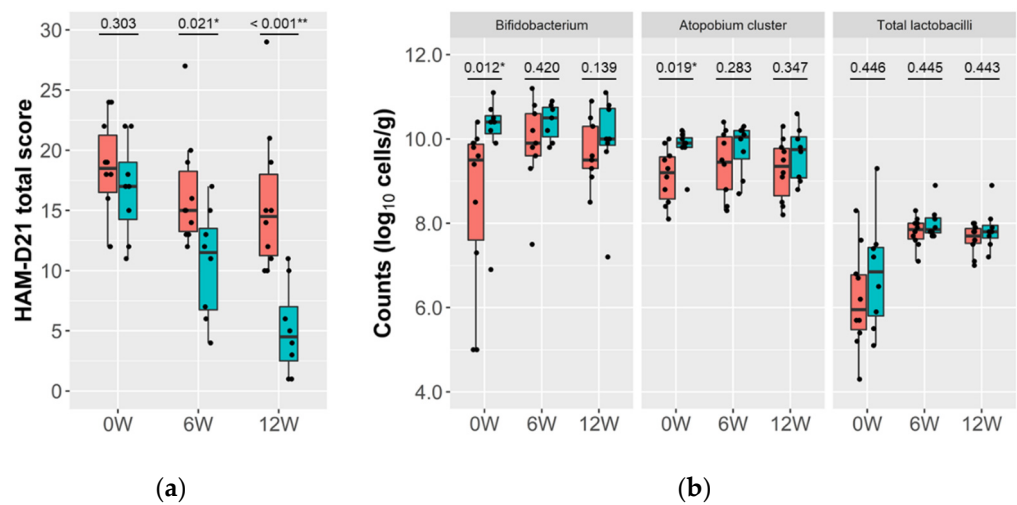 HAM-D21 total score
30
25
20
15
10
5
0
0.303 0.021* < 0.001**
0W 6W 12W
(a)
Counts (log10 cells/g)
12.0
10.0
8.0
6.0
4.0
Bifidobacterium Atopobium cluster Total lactobacilli
0.012* 0.420 0.139 0.019* 0.283 0.347 0.446 0.445 0.443
0W 6W 12W 0W 6W 12W 0W 6W 12W
(b)